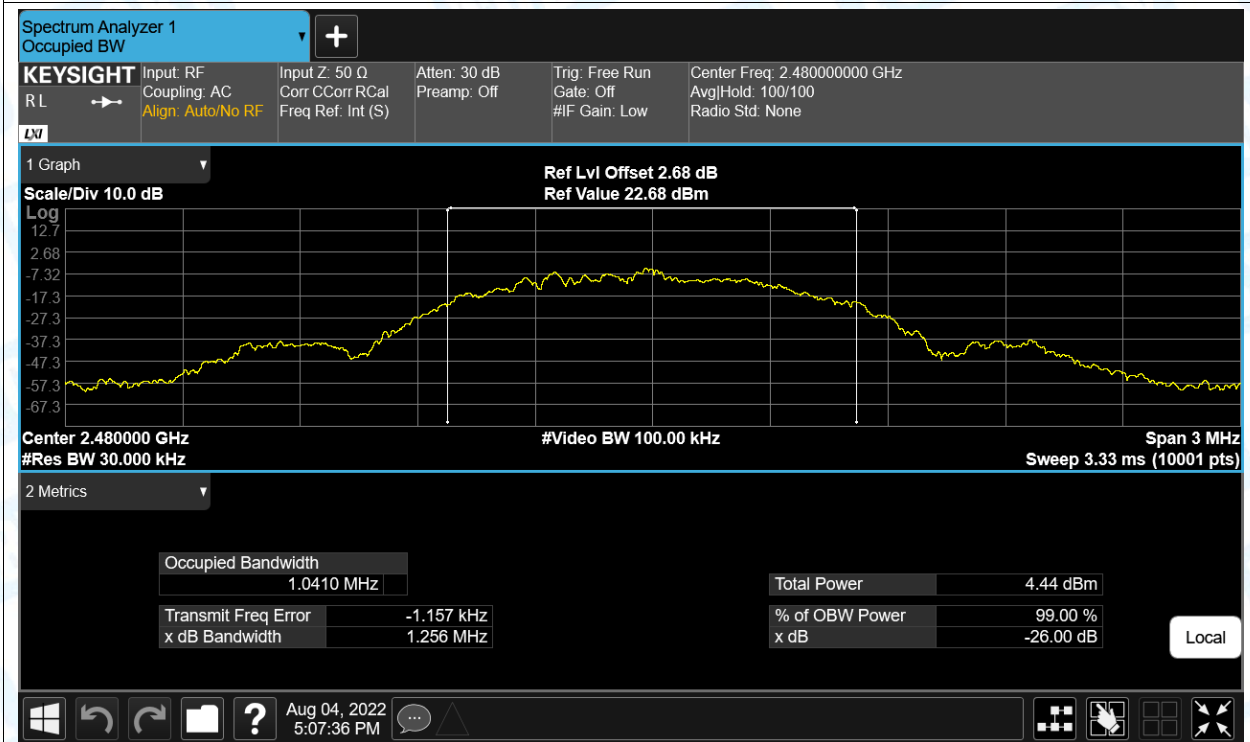 Spectrum Analyzer 1
Occupied BW
KEYSIGHT
R L
LXI
Input: RF
Coupling: AC
Align: Auto/No RF
Input Z: 50 Ω
Corr CCorr RCal
Freq Ref: Int (S)
Atten: 30 dB
Preamp: Off
Trig: Free Run
Gate: Off
#IF Gain: Low
Center Freq: 2.480000000 GHz
Avg|Hold: 100/100
Radio Std: None
1 Graph
Scale/Div 10.0 dB
Ref Lvl Offset 2.68 dB
Ref Value 22.68 dBm
Log
12.7
2.68
-7.32
-17.3
-27.3
-37.3
-47.3
-57.3
-67.3
Center 2.480000 GHz
#Video BW 100.00 kHz
Span 3 MHz
#Res BW 30.000 kHz
Sweep 3.33 ms (10001 pts)
2 Metrics
Occupied Bandwidth
1.0410 MHz
Total Power 4.44 dBm
Transmit Freq Error -1.157 kHz
% of OBW Power 99.00 %
x dB Bandwidth 1.256 MHz
x dB -26.00 dB
Local
?
Aug 04, 2022
5:07:36 PM